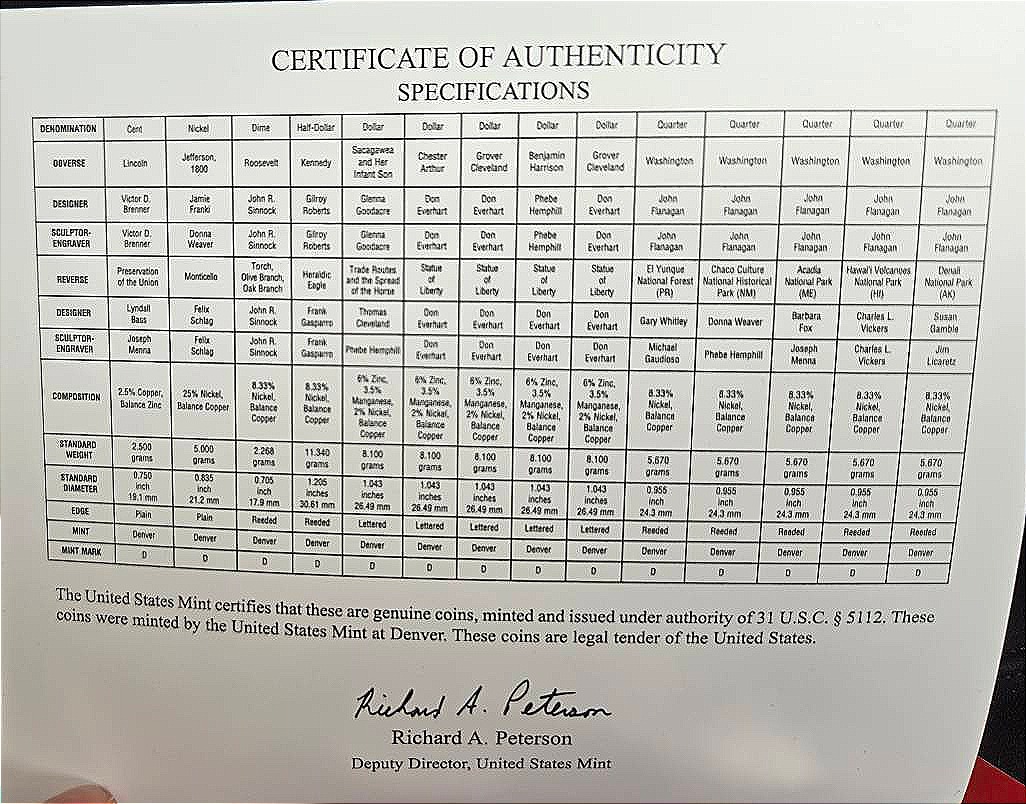 CERTIFICATE OF AUTHENTICITY
SPECIFICATIONS
DENOMINATION Cent Nickel Dime Half-Dollar Dollar Dollar Dollar Dollar Dollar Quarter Quarter Quarter Quarter Quarter
OBVERSE Lincoln Jefferson, 1800 Roosevelt Kennedy Sacagawea and Her Infant Son Chester Arthur Grover Cleveland Benjamin Harrison Grover Cleveland Washington Washington Washington Washington Washington
DESIGNER Victor D. Brenner Jamie Franki John R. Sinnock Gilroy Roberts Glenna Goodacre Don Everhart Don Everhart Phebe Hemphill Don Everhart John Flanagan John Flanagan John Flanagan John Flanagan John Flanagan
SCULPTOR-ENGRAVER Victor D. Brenner Donna Weaver John R. Sinnock Gilroy Roberts Glenna Goodacre Don Everhart Don Everhart Phebe Hemphill Don Everhart John Flanagan John Flanagan John Flanagan John Flanagan John Flanagan
REVERSE Preservation of the Union Monticello Torch, Olive Branch, Oak Branch Heraldic Eagle Trade Routes and the Spread of the Horse Statue of Liberty Statue of Liberty Statue of Liberty Statue of Liberty El Yunque National Forest (PR) Chaco Culture National Historical Park (NM) Acadia National Park (ME) Hawai'i Volcanoes National Park (HI) Denali National Park (AK)
DESIGNER Lyndall Bass Felix Schlag John R. Sinnock Frank Gasparro Thomas Cleveland Don Everhart Don Everhart Don Everhart Don Everhart Gary Whitley Donna Weaver Barbara Fox Charles L. Vickers Susan Gamble
SCULPTOR-ENGRAVER Joseph Menna Felix Schlag John R. Sinnock Frank Gasparro Phebe Hemphill Don Everhart Don Everhart Don Everhart Don Everhart Michael Gaudioso Phebe Hemphill Joseph Menna Charles L. Vickers Jim Licaretz
COMPOSITION 2.5% Copper, Balance Zinc 25% Nickel, Balance Copper 8.33% Nickel, Balance Copper 8.33% Nickel, Balance Copper 6% Zinc, 3.5% Manganese, 2% Nickel, Balance Copper 6% Zinc, 3.5% Manganese, 2% Nickel, Balance Copper 6% Zinc, 3.5% Manganese, 2% Nickel, Balance Copper 6% Zinc, 3.5% Manganese, 2% Nickel, Balance Copper 6% Zinc, 3.5% Manganese, 2% Nickel, Balance Copper 8.33% Nickel, Balance Copper 8.33% Nickel, Balance Copper 8.33% Nickel, Balance Copper 8.33% Nickel, Balance Copper 8.33% Nickel, Balance Copper
STANDARD WEIGHT 2.500 grams 5.000 grams 2.268 grams 11.340 grams 8.100 grams 8.100 grams 8.100 grams 8.100 grams 8.100 grams 5.670 grams 5.670 grams 5.670 grams 5.670 grams 5.670 grams
STANDARD DIAMETER 0.750 inch 19.1 mm 0.835 inch 21.2 mm 0.705 inch 17.9 mm 1.205 inches 30.61 mm 1.043 inches 26.49 mm 1.043 inches 26.49 mm 1.043 inches 26.49 mm 1.043 inches 26.49 mm 1.043 inches 26.49 mm 0.955 inch 24.3 mm 0.955 inch 24.3 mm 0.955 inch 24.3 mm 0.955 inch 24.3 mm 0.955 inch 24.3 mm
EDGE Plain Plain Reeded Reeded Lettered Lettered Lettered Lettered Lettered Reeded Reeded Reeded Reeded Reeded
MINT Denver Denver Denver Denver Denver Denver Denver Denver Denver Denver Denver Denver Denver Denver
MINT MARK D D D D D D D D D D D D D D
The United States Mint certifies that these are genuine coins, minted and issued under authority of 31 U.S.C. § 5112. These
coins were minted by the United States Mint at Denver. These coins are legal tender of the United States.
Richard A. Peterson
Richard A. Peterson
Deputy Director, United States Mint